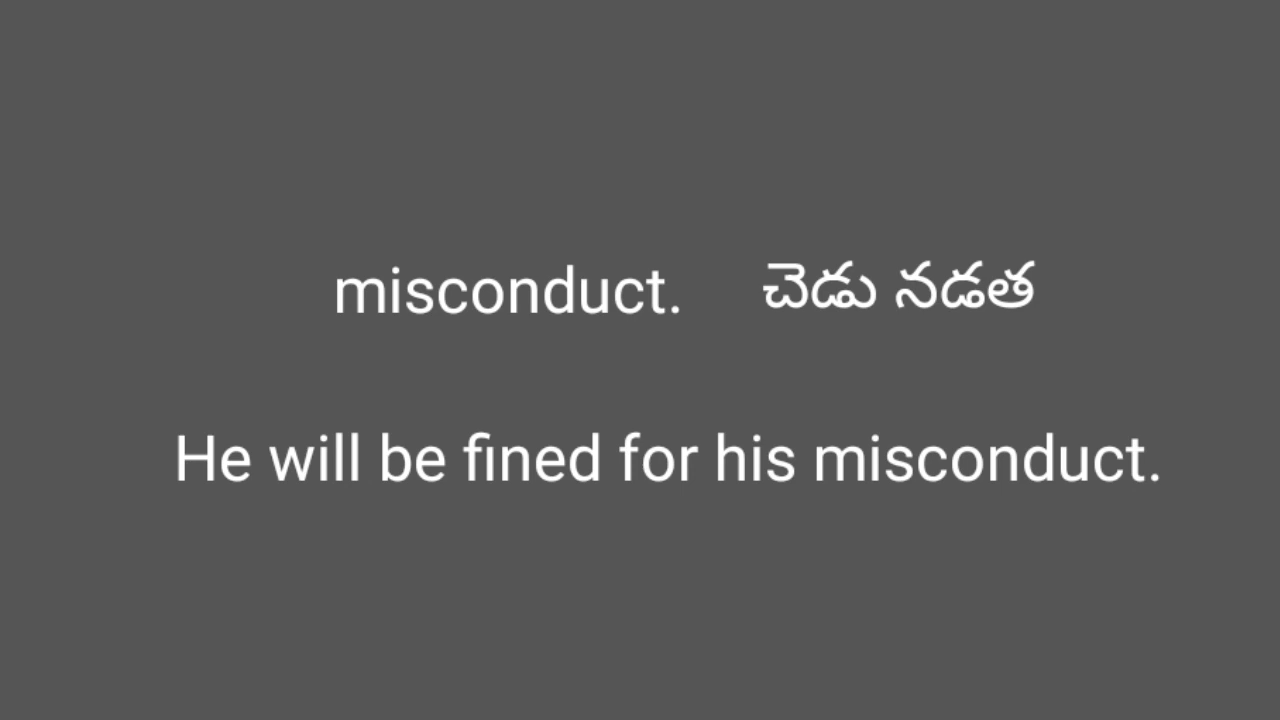 misconduct. చెడు నడత
He will be fined for his misconduct.